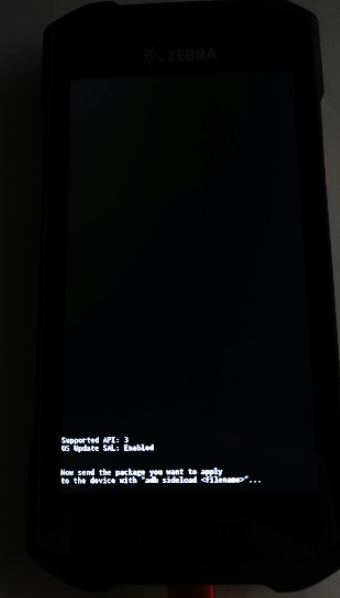 ZEBRA
Supported API: 3
OS Update SAL: Enabled
Now send the package you want to apply
to the device with "adb sideload <filename>"...